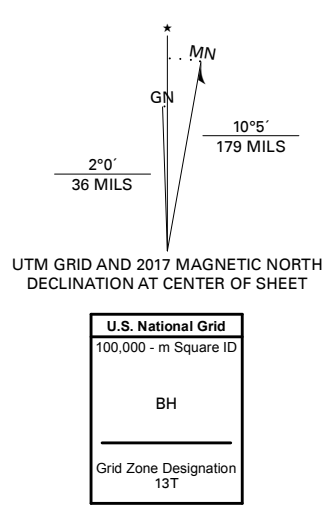 MN
GN
10°5´
179 MILS
2°0´
36 MILS
UTM GRID AND 2017 MAGNETIC NORTH
DECLINATION AT CENTER OF SHEET
U.S. National Grid
100,000 - m Square ID
BH
Grid Zone Designation
13T